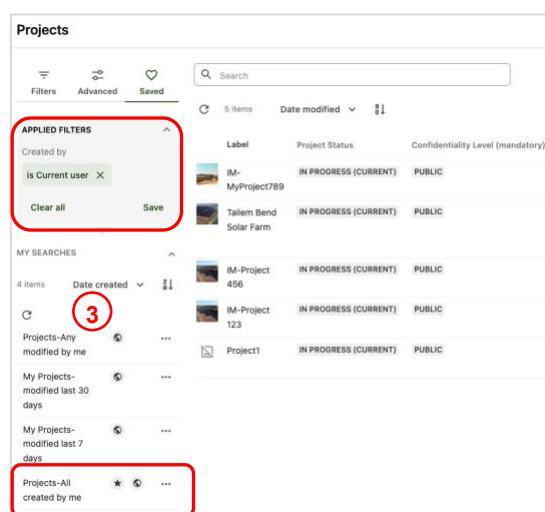 Projects
Filters
Advanced
Saved
Search
5 items
Date modified
APPLIED FILTERS
Created by
is Current user
Clear all
Save
MY SEARCHES
4 items
Date created
3
Projects-Any
modified by me
My Projects-
modified last 30
days
My Projects-
modified last 7
days
Projects-All
created by me
Label
Project Status
Confidentiality Level (mandatory)
IM-
MyProject789
IN PROGRESS (CURRENT)
PUBLIC
Tailem Bend
Solar Farm
IN PROGRESS (CURRENT)
PUBLIC
IM-Project
456
IN PROGRESS (CURRENT)
PUBLIC
IM-Project
123
IN PROGRESS (CURRENT)
PUBLIC
Project1
IN PROGRESS (CURRENT)
PUBLIC